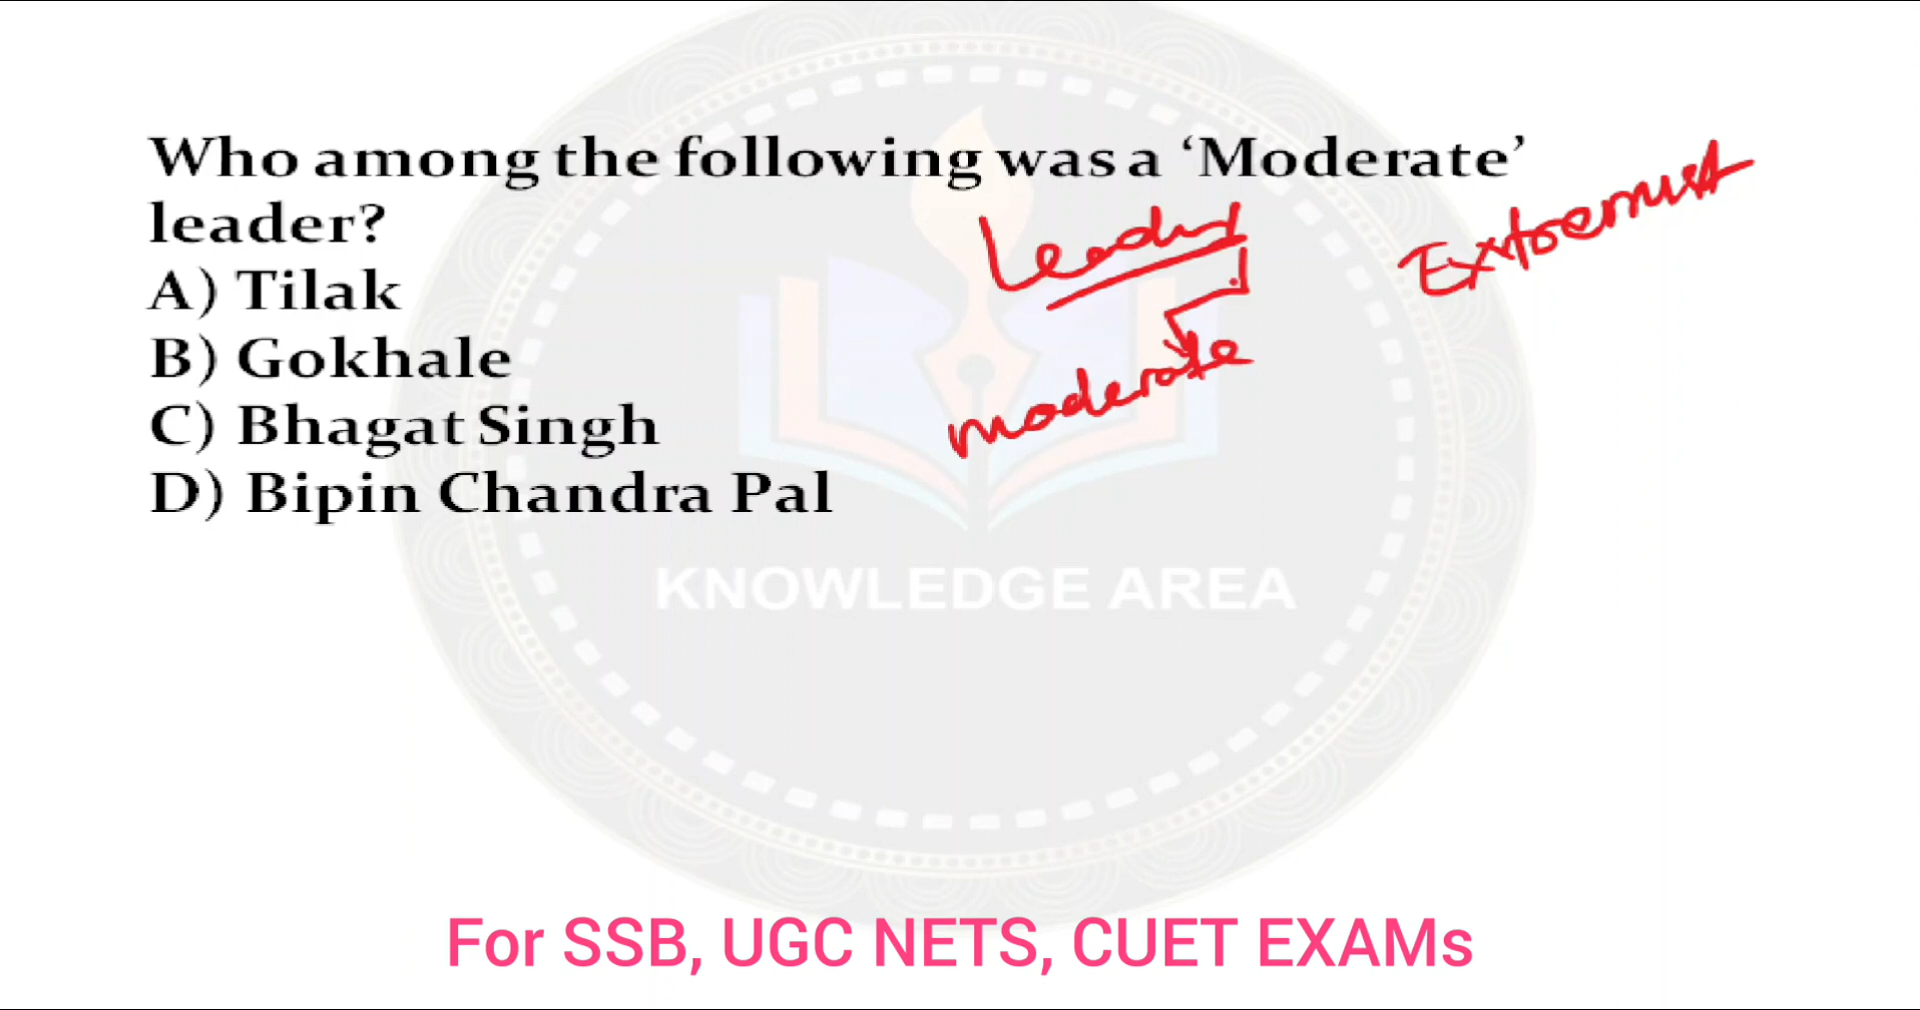 Who among the following was a ‘Moderate’
leader?
A) Tilak
B) Gokhale
C) Bhagat Singh
D) Bipin Chandra Pal
Extremist
moderate
KNOWLEDGE AREA
For SSB, UGC NETS, CUET EXAMs